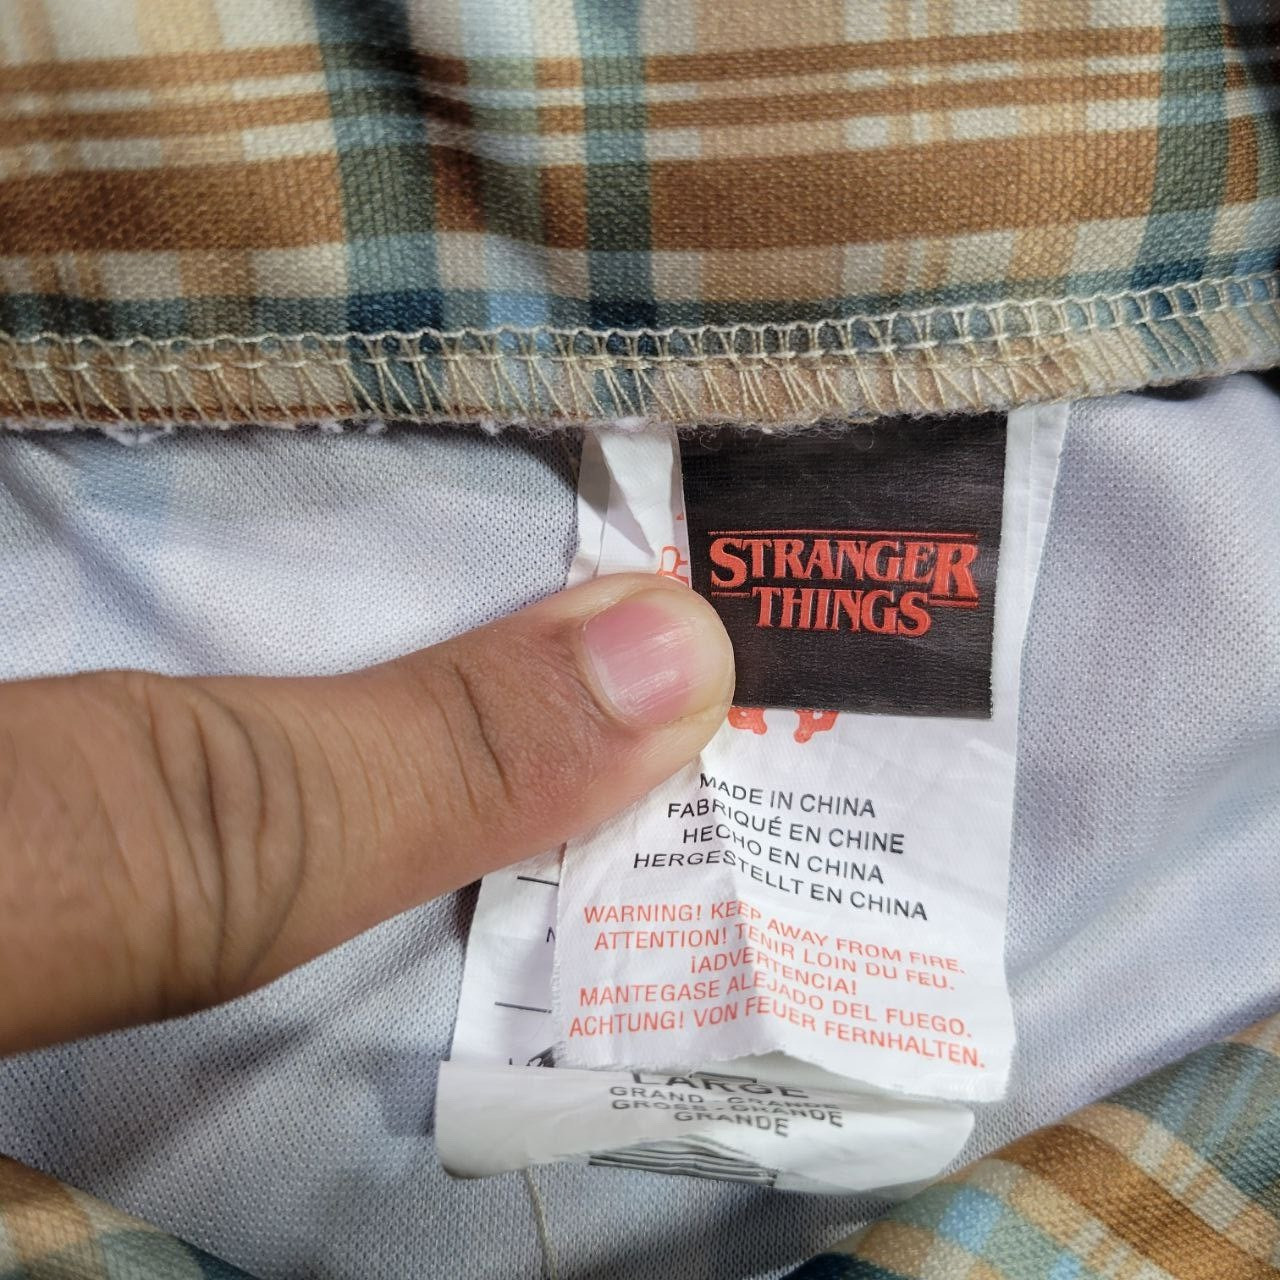 STRANGER
THINGS
MADE IN CHINA
FABRIQUÉ EN CHINE
HECHO EN CHINA
HERGESTELLT EN CHINA
WARNING! KEEP AWAY FROM FIRE.
ATTENTION! TENIR LOIN DU FEU.
¡ADVERTENCIA!
MANTEGASE ALEJADO DEL FUEGO.
ACHTUNG! VON FEUER FERNHALTEN.
LARGE
GRAND - GRANDE
GROSS - GRANDE
GRANDE